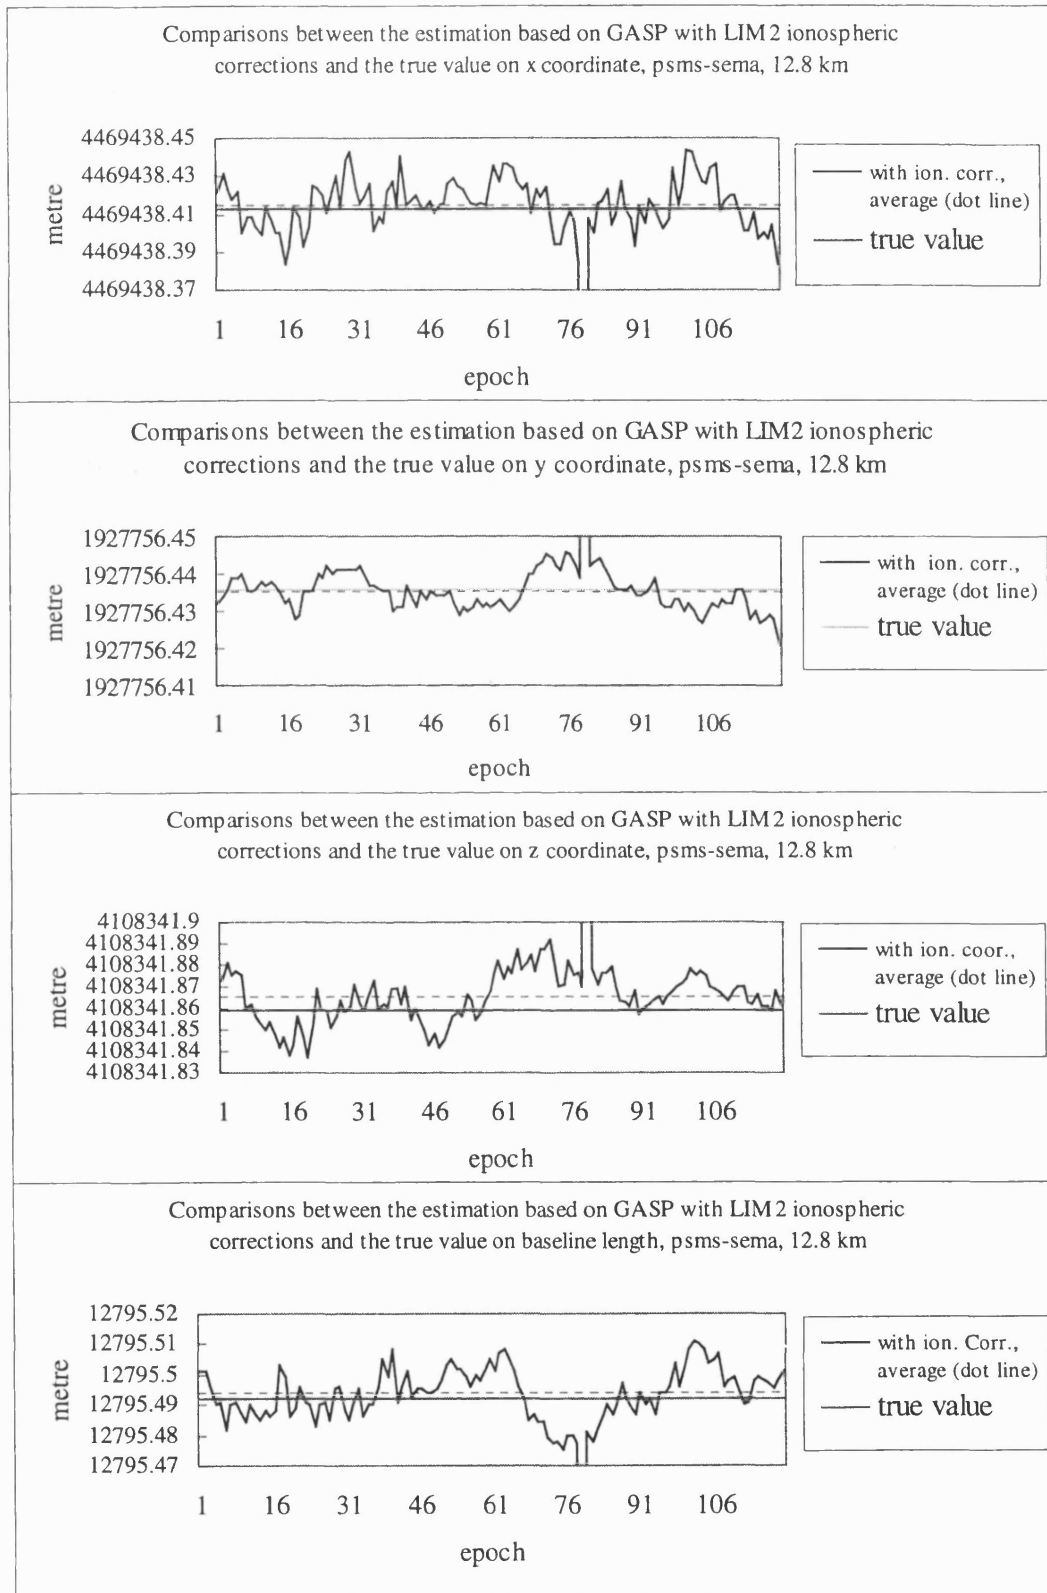 Comparisons between the estimation based on GASP with LIM2 ionospheric
corrections and the true value on x coordinate, psms-sema, 12.8 km
4469438.45
4469438.43
4469438.41
4469438.39
4469438.37
metre
1 16 31 46 61 76 91 106
epoch
with ion. corr.,
average (dot line)
true value
Comparisons between the estimation based on GASP with LIM2 ionospheric
corrections and the true value on y coordinate, psms-sema, 12.8 km
1927756.45
1927756.44
1927756.43
1927756.42
1927756.41
metre
1 16 31 46 61 76 91 106
epoch
with ion. corr.,
average (dot line)
true value
Comparisons between the estimation based on GASP with LIM2 ionospheric
corrections and the true value on z coordinate, psms-sema, 12.8 km
4108341.9
4108341.89
4108341.88
4108341.87
4108341.86
4108341.85
4108341.84
4108341.83
metre
1 16 31 46 61 76 91 106
epoch
with ion. coor.,
average (dot line)
true value
Comparisons between the estimation based on GASP with LIM2 ionospheric
corrections and the true value on baseline length, psms-sema, 12.8 km
12795.52
12795.51
12795.5
12795.49
12795.48
12795.47
metre
1 16 31 46 61 76 91 106
epoch
with ion. Corr.,
average (dot line)
true value